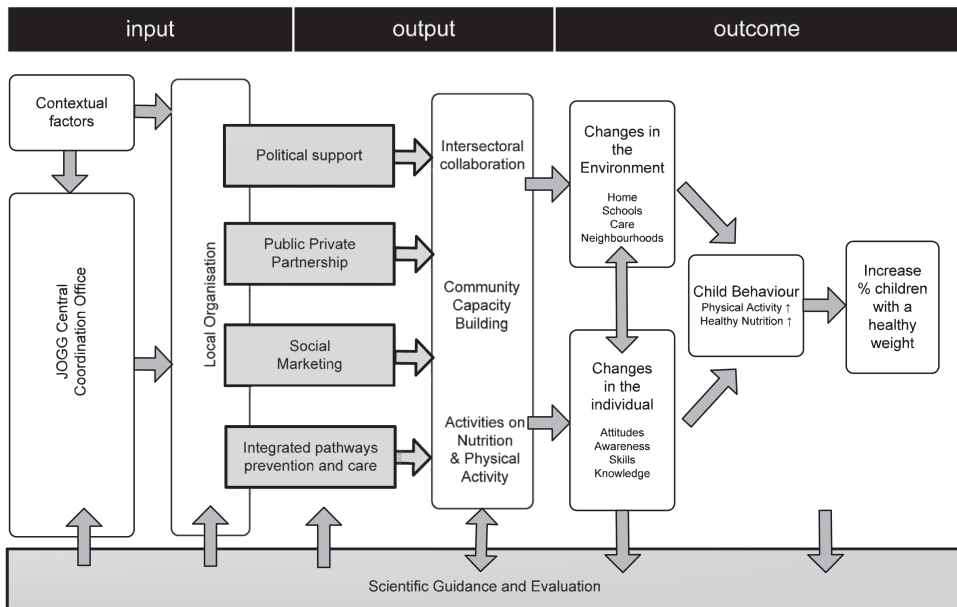 input
output
outcome
Contextual
factors
JOGG Central
Coordination Office
Local Organisation
Political support
Public Private
Partnership
Social
Marketing
Integrated pathways
prevention and care
Intersectoral
collaboration
Community
Capacity
Building
Activities on
Nutrition
& Physical
Activity
Changes in
the
Environment
Home
Schools
Care
Neighbourhoods
Changes
in the
individual
Attitudes
Awareness
Skills
Knowledge
Child Behaviour
Physical Activity ↑
Healthy Nutrition ↑
Increase
% children
with a
healthy
weight
Scientific Guidance and Evaluation